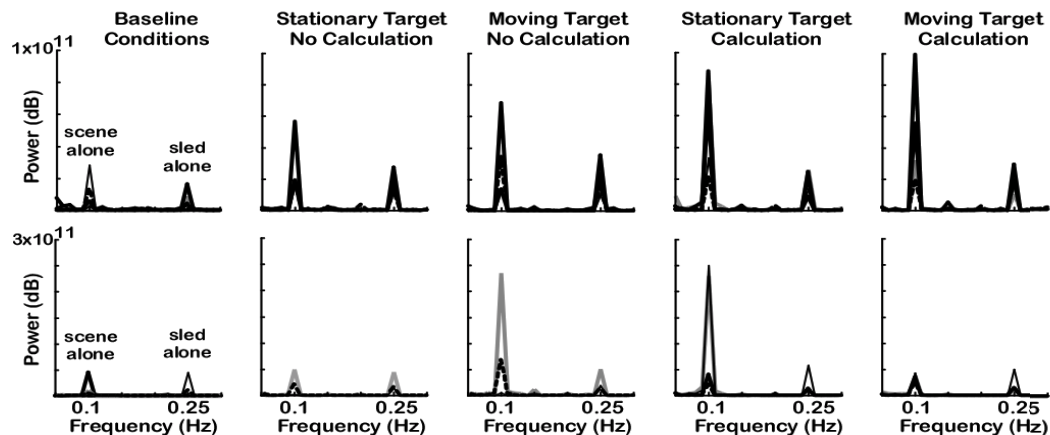 Baseline
Conditions
Stationary Target
No Calculation
Moving Target
No Calculation
Stationary Target
Calculation
Moving Target
Calculation
1x10¹¹
Power (dB)
scene
alone
sled
alone
3x10¹¹
Power (dB)
scene
alone
sled
alone
0.1 0.25
Frequency (Hz)
0.1 0.25
Frequency (Hz)
0.1 0.25
Frequency (Hz)
0.1 0.25
Frequency (Hz)
0.1 0.25
Frequency (Hz)